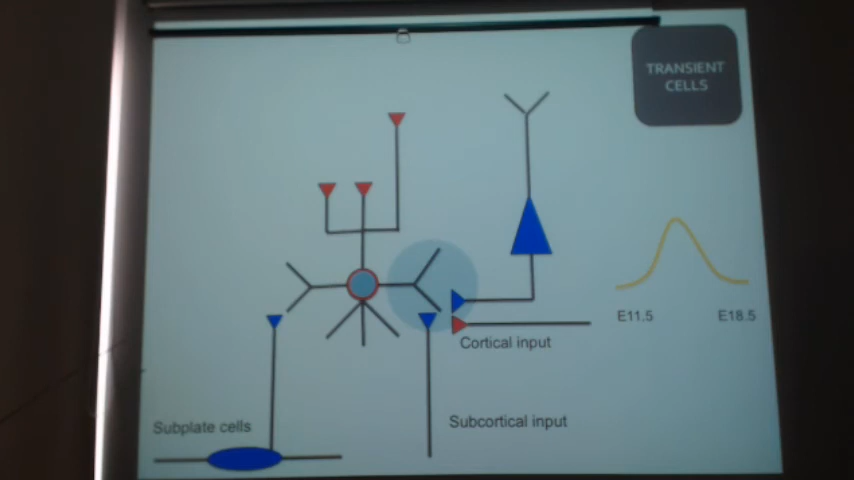 TRANSIENT
CELLS
E11.5
E18.5
Cortical input
Subplate cells
Subcortical input